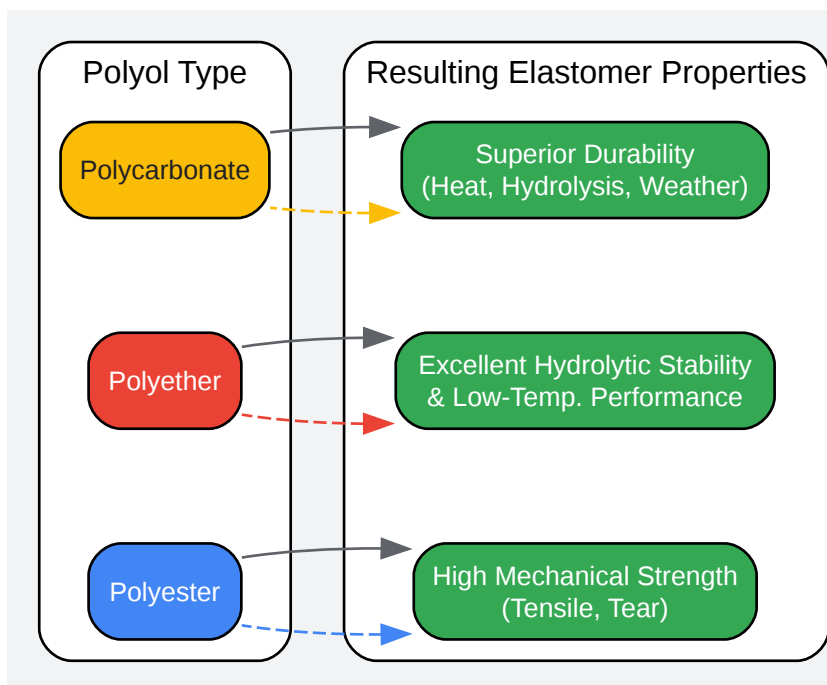 Polyol Type
Resulting Elastomer Properties
Polycarbonate
Superior Durability
(Heat, Hydrolysis, Weather)
Polyether
Excellent Hydrolytic Stability
& Low-Temp. Performance
Polyester
High Mechanical Strength
(Tensile, Tear)